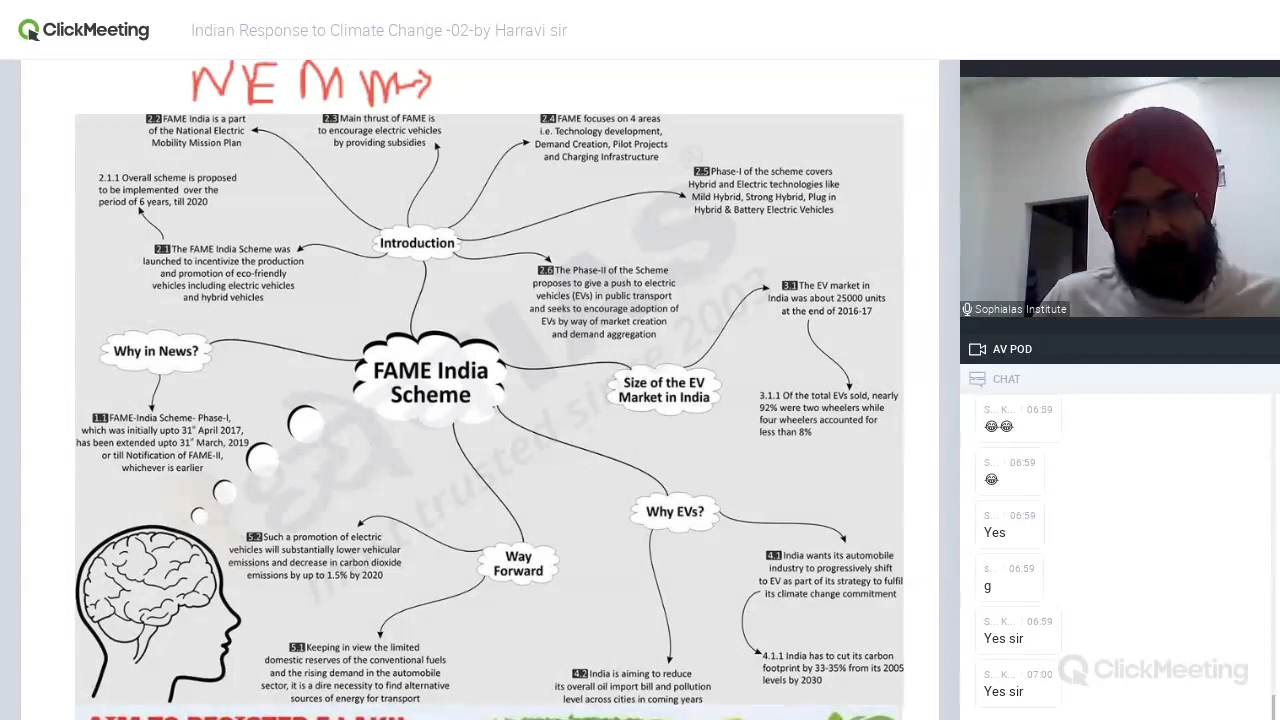 ClickMeeting
Indian Response to Climate Change -02-by Harravi sir
NEMM→
2.2 FAME India is a part
of the National Electric
Mobility Mission Plan
2.3 Main thrust of FAME is
to encourage electric vehicles
by providing subsidies
2.4 FAME focuses on 4 areas
i.e. Technology development,
Demand Creation, Pilot Projects
and Charging Infrastructure
2.5 Phase-I of the scheme covers
Hybrid and Electric technologies like
Mild Hybrid, Strong Hybrid, Plug in
Hybrid & Battery Electric Vehicles
2.1.1 Overall scheme is proposed
to be implemented over the
period of 6 years, till 2020
Introduction
2.1 The FAME India Scheme was
launched to incentivize the production
and promotion of eco-friendly
vehicles including electric vehicles
and hybrid vehicles
2.6 The Phase-II of the Scheme
proposes to give a push to electric
vehicles (EVs) in public transport
and seeks to encourage adoption of
EVs by way of market creation
and demand aggregation
3.1 The EV market in
India was about 25000 units
at the end of 2016-17
Why in News?
FAME India
Scheme
Size of the EV
Market in India
3.1.1 Of the total EVs sold, nearly
92% were two wheelers while
four wheelers accounted for
less than 8%
1.1 FAME-India Scheme- Phase-I,
which was initially upto 31st April 2017,
has been extended upto 31st March, 2019
or till Notification of FAME-II,
whichever is earlier
Why EVs?
5.2 Such a promotion of electric
vehicles will substantially lower vehicular
emissions and decrease in carbon dioxide
emissions by up to 1.5% by 2020
Way
Forward
4.1 India wants its automobile
industry to progressively shift
to EV as part of its strategy to fulfil
its climate change commitment
5.1 Keeping in view the limited
domestic reserves of the conventional fuels
and the rising demand in the automobile
sector, it is a dire necessity to find alternative
sources of energy for transport
4.2 India is aiming to reduce
its overall oil import bill and pollution
level across cities in coming years
4.1.1 India has to cut its carbon
footprint by 33-35% from its 2005
levels by 2030
trusted since 2003
Sophialas Institute
AV POD
CHAT
S... K... 06:59
😂😂
S... K... 06:59
😂
S... 06:59
Yes
s... 06:59
g
S... K... 06:59
Yes sir
S... K... 07:00
Yes sir
ClickMeeting